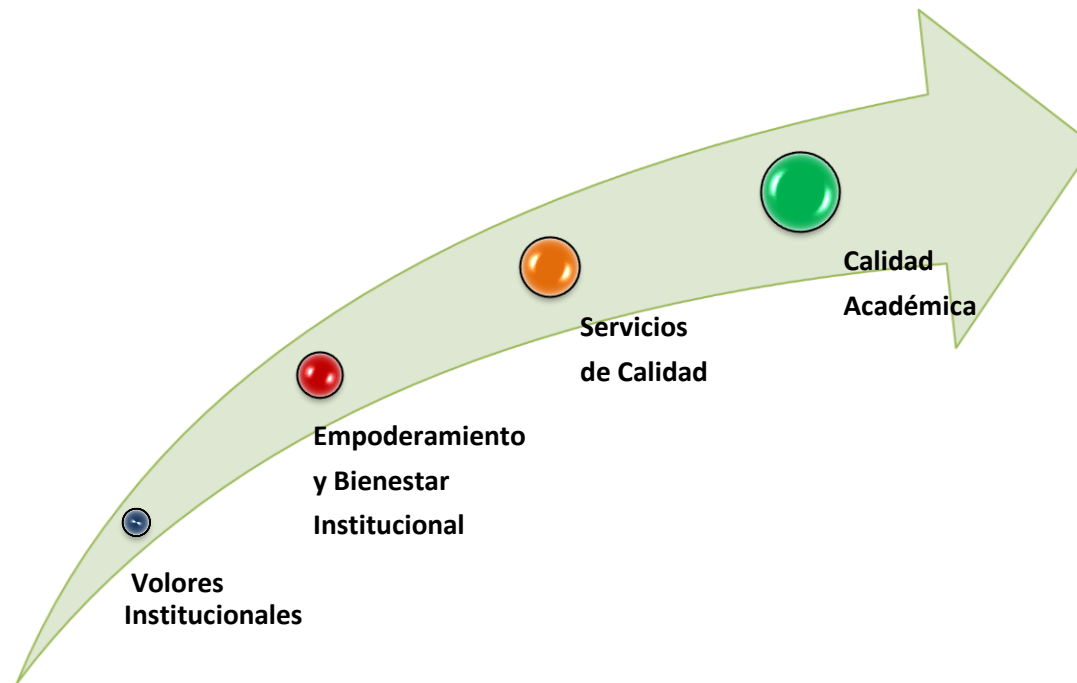 Calidad
Académica
Servicios
de Calidad
Empoderamiento
y Bienestar
Institucional
Volores
Institucionales